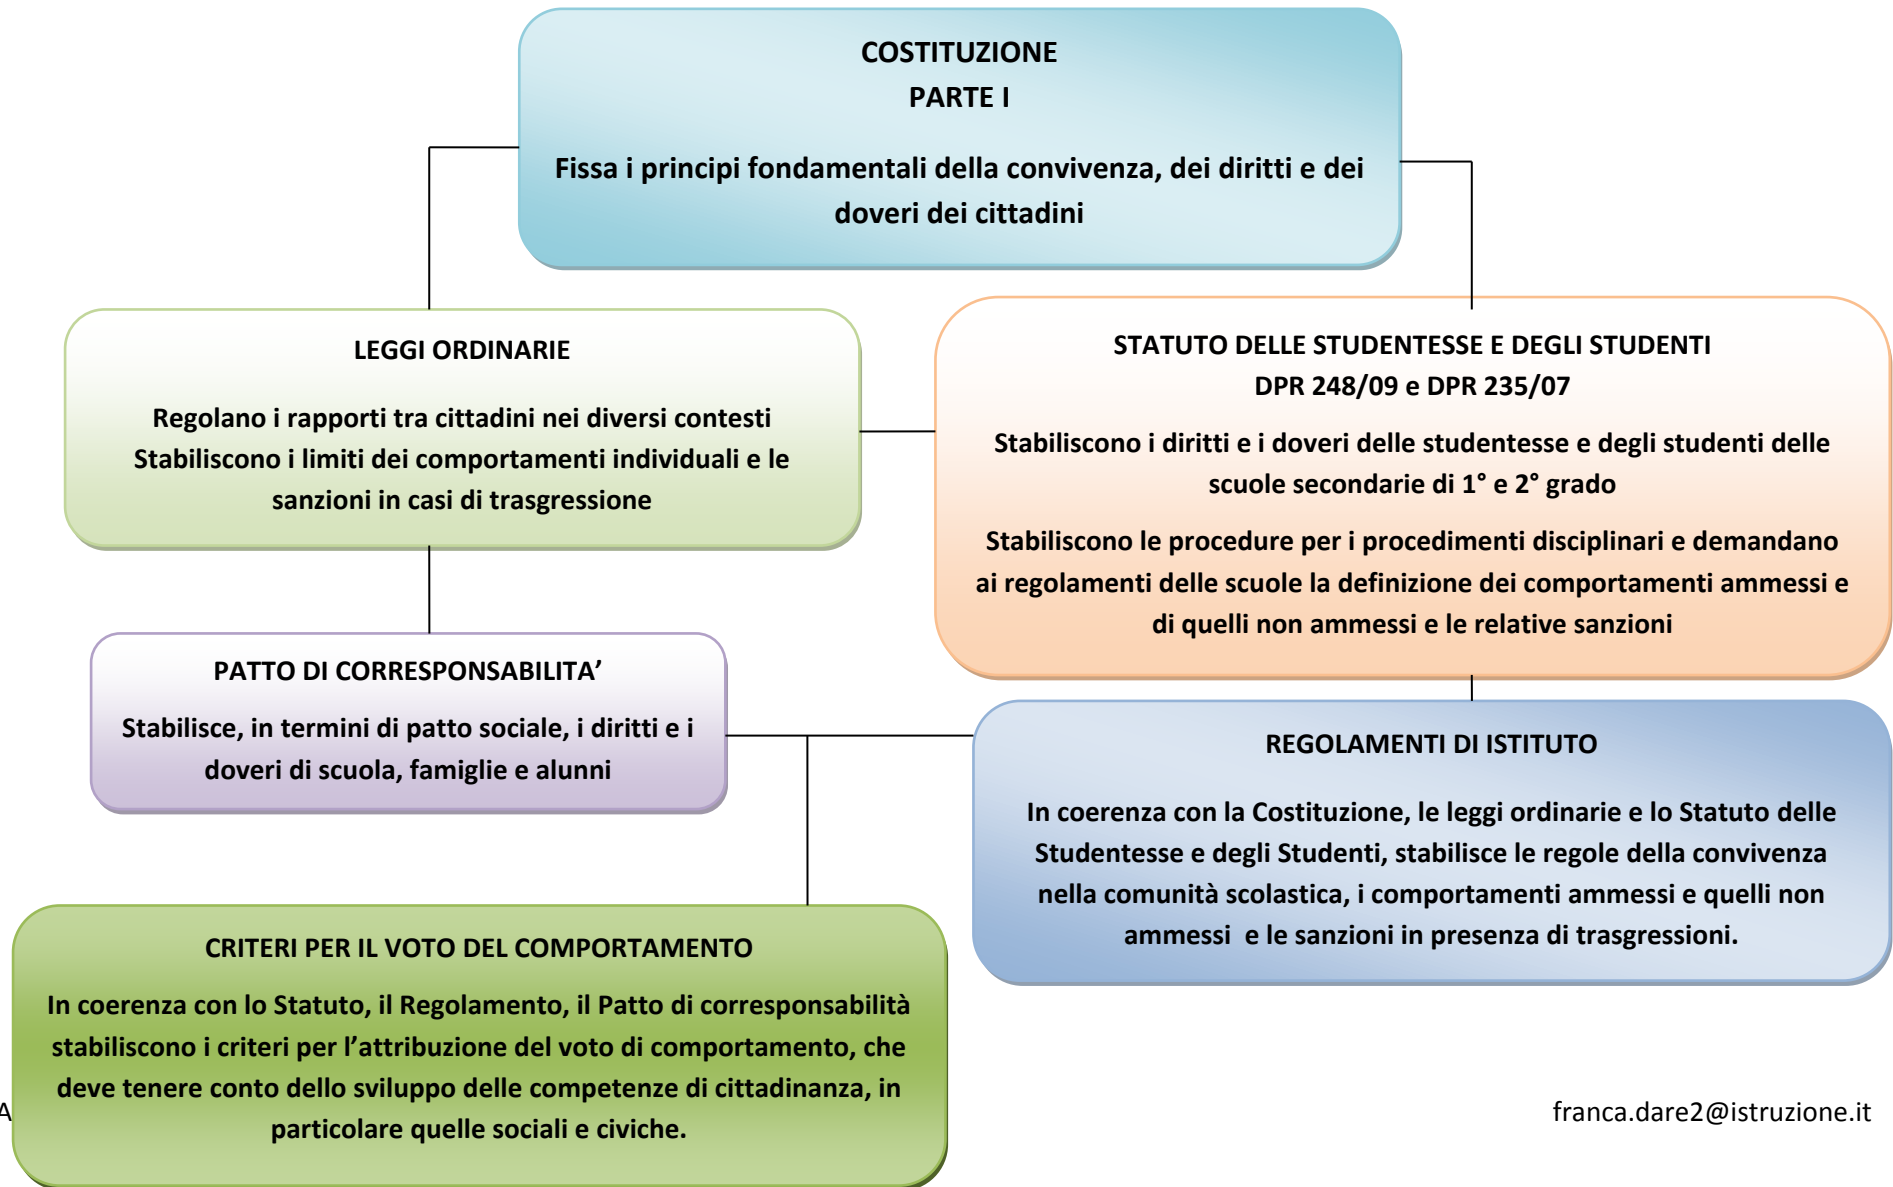 COSTITUZIONE
PARTE I
Fissa i principi fondamentali della convivenza, dei diritti e dei
doveri dei cittadini
LEGGI ORDINARIE
Regolano i rapporti tra cittadini nei diversi contesti
Stabiliscono i limiti dei comportamenti individuali e le
sanzioni in casi di trasgressione
STATUTO DELLE STUDENTESSE E DEGLI STUDENTI
DPR 248/09 e DPR 235/07
Stabiliscono i diritti e i doveri delle studentesse e degli studenti delle
scuole secondarie di 1° e 2° grado
Stabiliscono le procedure per i procedimenti disciplinari e demandano
ai regolamenti delle scuole la definizione dei comportamenti ammessi e
di quelli non ammessi e le relative sanzioni
PATTO DI CORRESPONSABILITA’
Stabilisce, in termini di patto sociale, i diritti e i
doveri di scuola, famiglie e alunni
REGOLAMENTI DI ISTITUTO
In coerenza con la Costituzione, le leggi ordinarie e lo Statuto delle
Studentesse e degli Studenti, stabilisce le regole della convivenza
nella comunità scolastica, i comportamenti ammessi e quelli non
ammessi  e le sanzioni in presenza di trasgressioni.
CRITERI PER IL VOTO DEL COMPORTAMENTO
In coerenza con lo Statuto, il Regolamento, il Patto di corresponsabilità
stabiliscono i criteri per l’attribuzione del voto di comportamento, che
deve tenere conto dello sviluppo delle competenze di cittadinanza, in
particolare quelle sociali e civiche.
franca.dare2@istruzione.it